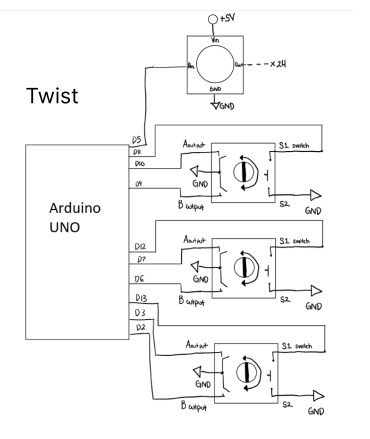 +5V
Vin
Din
Out
x24
GND
GND
Twist
D5
D11
D10
D9
Arduino
UNO
A output
S1 switch
GND
B output
S2
GND
D12
D7
D6
A output
S1 switch
GND
B output
S2
GND
D13
D3
D2
A output
S1 switch
GND
B output
S2
GND